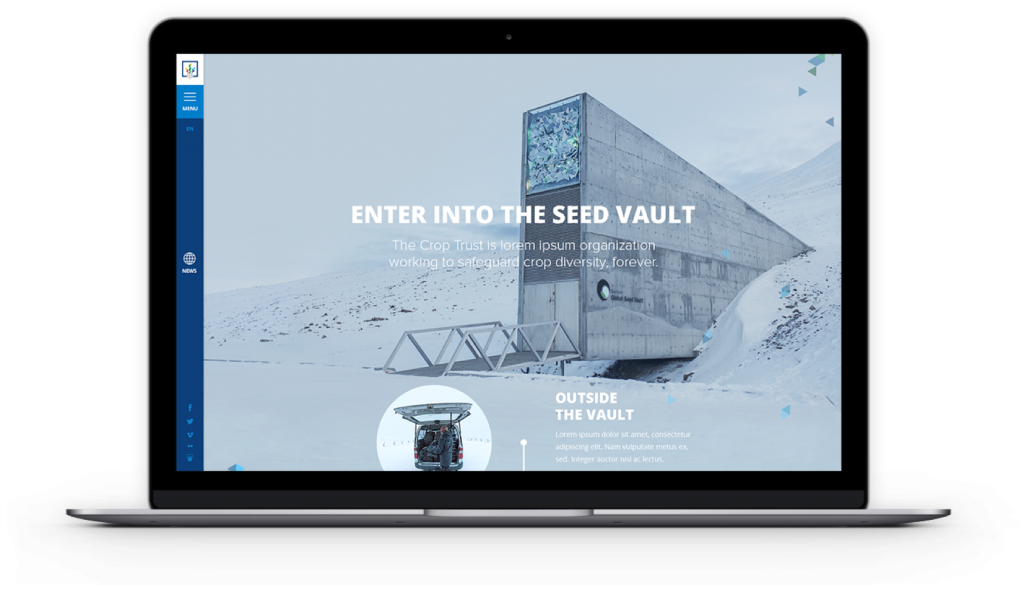 MENU
EN
NEWS
ENTER INTO THE SEED VAULT
The Crop Trust is lorem ipsum organization
working to safeguard crop diversity, forever.
Global Seed Vault
OUTSIDE
THE VAULT
Lorem ipsum dolor sit amet, consectetur
adipiscing elit. Nam vulputate metus ex,
sed. Integer auctor nisl ac lectus.